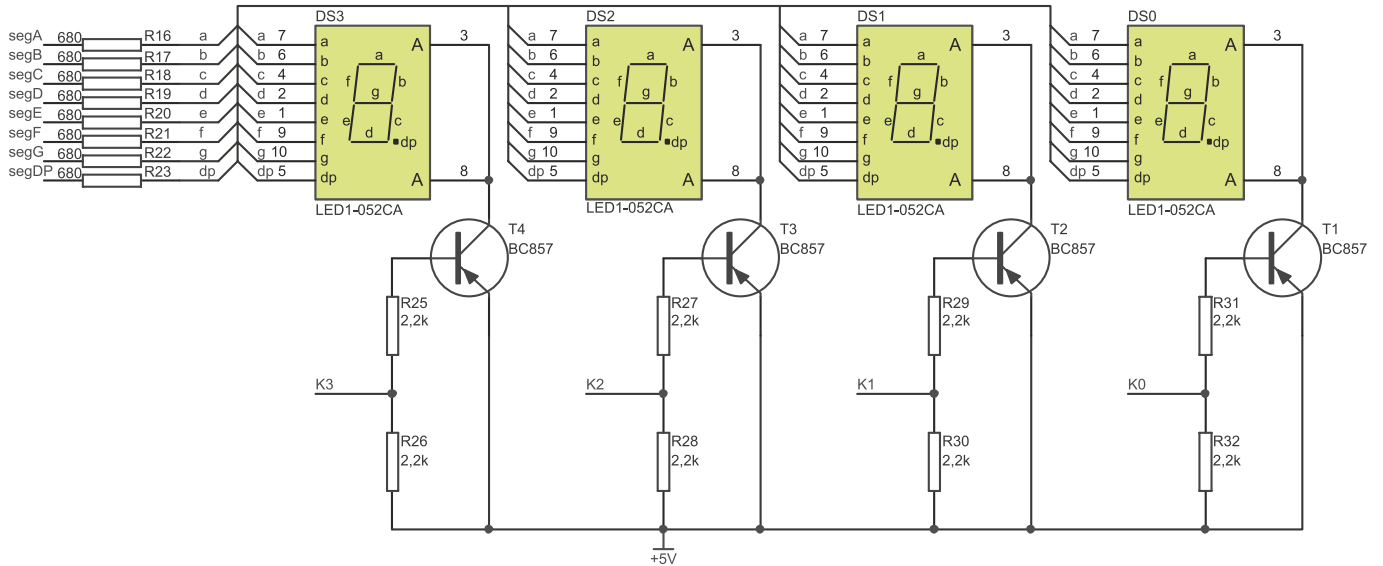 DS3 DS2 DS1 DS0
segA 680 R16 a a 7 a A 3 a 7 a A 3 a 7 a A 3 a 7 a A 3
segB 680 R17 b b 6 b b 6 b b 6 b b 6 b
segC 680 R18 c c 4 c c 4 c c 4 c c 4 c
segD 680 R19 d d 2 d d 2 d d 2 d d 2 d
segE 680 R20 e e 1 e e 1 e e 1 e e 1 e
segF 680 R21 f f 9 f f 9 f f 9 f f 9 f
segG 680 R22 g g 10 g g 10 g g 10 g g 10 g
segDP 680 R23 dp dp 5 dp A 8 dp 5 dp A 8 dp 5 dp A 8 dp 5 dp A 8
a f b g e c d dp a f b g e c d dp a f b g e c d dp a f b g e c d dp
LED1-052CA LED1-052CA LED1-052CA LED1-052CA
T4 T3 T2 T1
BC857 BC857 BC857 BC857
R25 R27 R29 R31
2,2k 2,2k 2,2k 2,2k
K3 K2 K1 K0
R26 R28 R30 R32
2,2k 2,2k 2,2k 2,2k
+5V